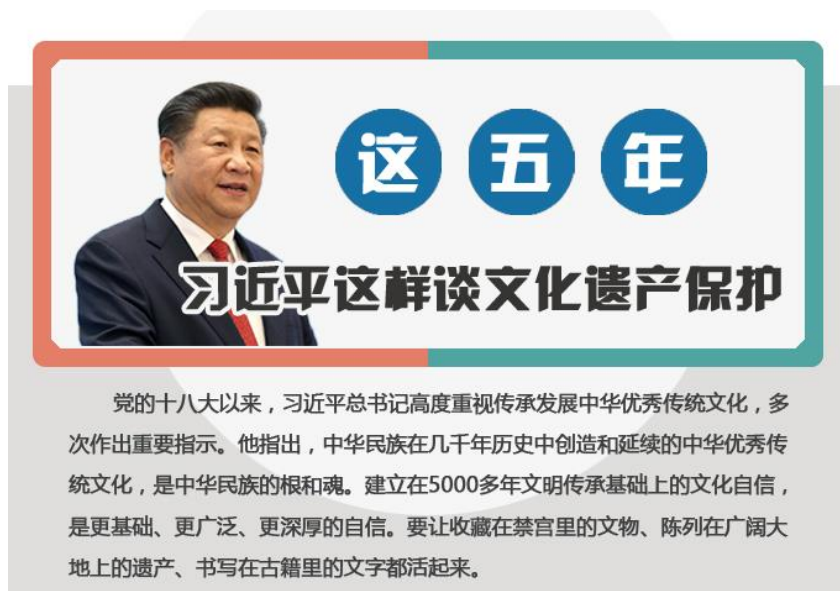 这五年
习近平这样谈文化遗产保护
党的十八大以来，习近平总书记高度重视传承发展中华优秀传统文化，多
次作出重要指示。他指出，中华民族在几千年历史中创造和延续的中华优秀传
统文化，是中华民族的根和魂。建立在5000多年文明传承基础上的文化自信，
是更基础、更广泛、更深厚的自信。要让收藏在禁宫里的文物、陈列在广阔大
地上的遗产、书写在古籍里的文字都活起来。